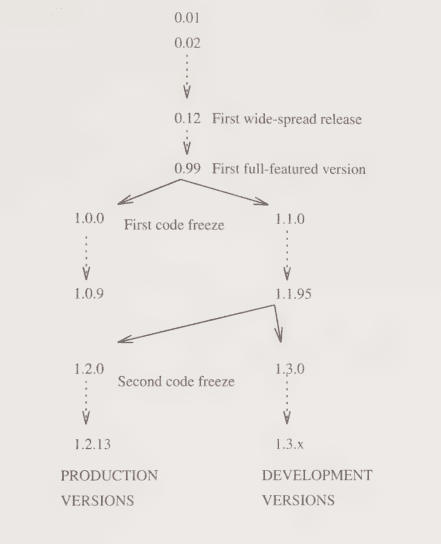 0.01
0.02
0.12 First wide-spread release
0.99 First full-featured version
1.0.0 First code freeze 1.1.0
1.0.9 1.1.95
1.2.0 Second code freeze 1.3.0
1.2.13 1.3.x
PRODUCTION DEVELOPMENT
VERSIONS VERSIONS